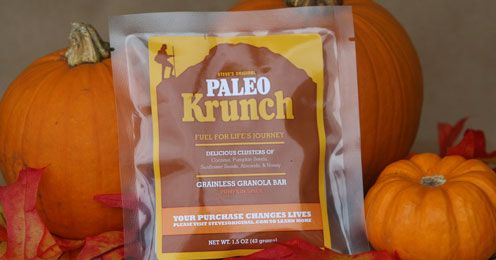 STEVE'S ORIGINAL
PALEO
Krunch
FUEL FOR LIFE'S JOURNEY
DELICIOUS CLUSTERS OF
Coconut, Pumpkin Seeds,
Sunflower Seeds, Almonds, & Honey
GRAINLESS GRANOLA BAR
PUMPKIN SPICE
YOUR PURCHASE CHANGES LIVES
PLEASE VISIT STEVESORIGINAL.COM TO LEARN MORE
NET WT. 1.5 OZ (42 grams)